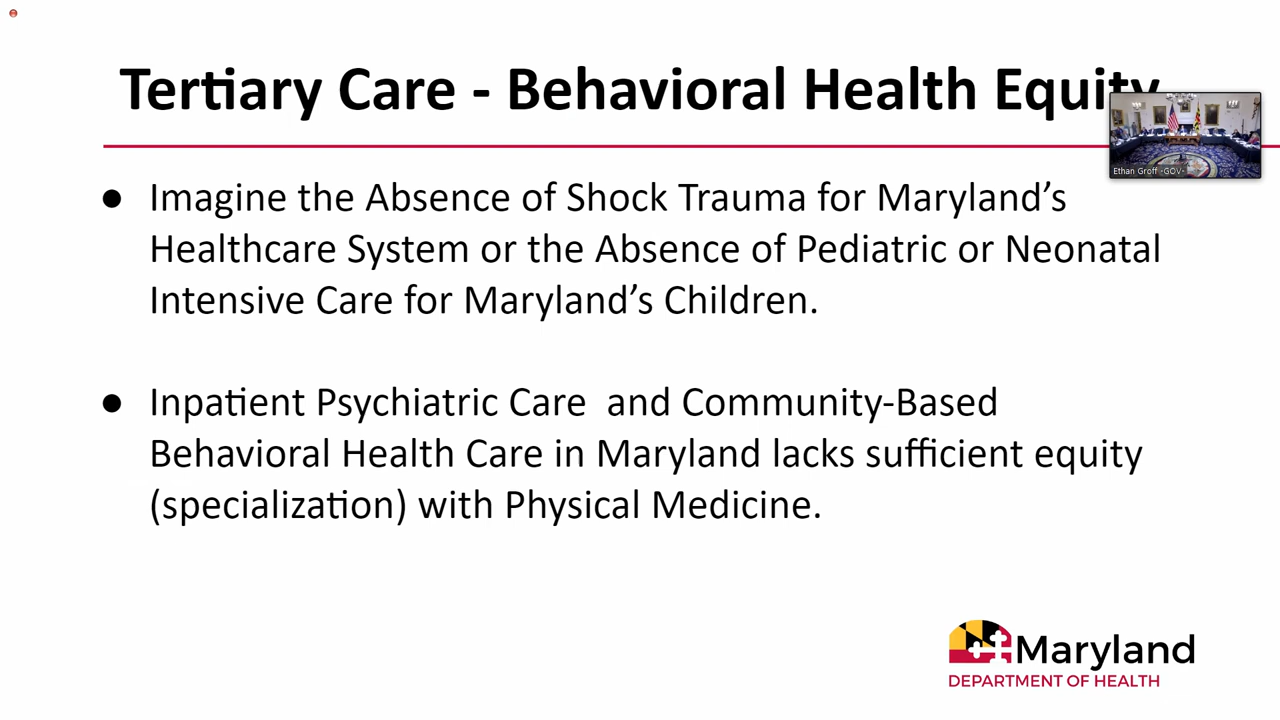 Tertiary Care - Behavioral Health Equity
Ethan Groff -GOV-
● Imagine the Absence of Shock Trauma for Maryland’s
Healthcare System or the Absence of Pediatric or Neonatal
Intensive Care for Maryland’s Children.
● Inpatient Psychiatric Care  and Community-Based
Behavioral Health Care in Maryland lacks sufficient equity
(specialization) with Physical Medicine.
Maryland
DEPARTMENT OF HEALTH